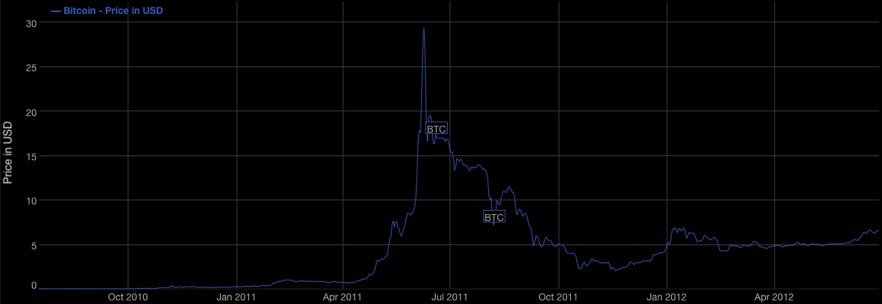 Bitcoin - Price in USD
Price in USD
30
25
20
15
10
5
0
BTC
BTC
Oct 2010
Jan 2011
Apr 2011
Jul 2011
Oct 2011
Jan 2012
Apr 2012